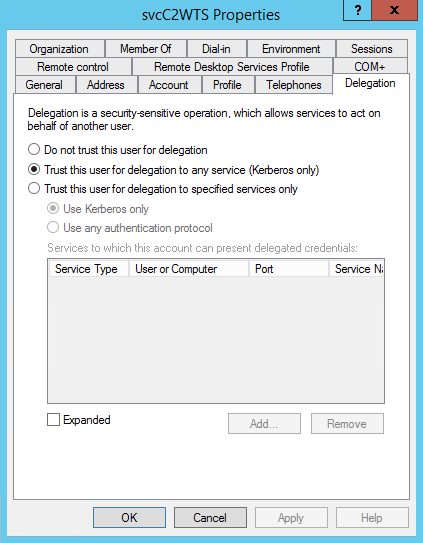 svcC2WTS Properties
?
x
Organization
Member Of
Dial-in
Environment
Sessions
Remote control
Remote Desktop Services Profile
COM+
General
Address
Account
Profile
Telephones
Delegation
Delegation is a security-sensitive operation, which allows services to act on
behalf of another user.
Do not trust this user for delegation
Trust this user for delegation to any service (Kerberos only)
Trust this user for delegation to specified services only
Use Kerberos only
Use any authentication protocol
Services to which this account can present delegated credentials:
Service Type
User or Computer
Port
Service Na
Expanded
Add...
Remove
OK
Cancel
Apply
Help